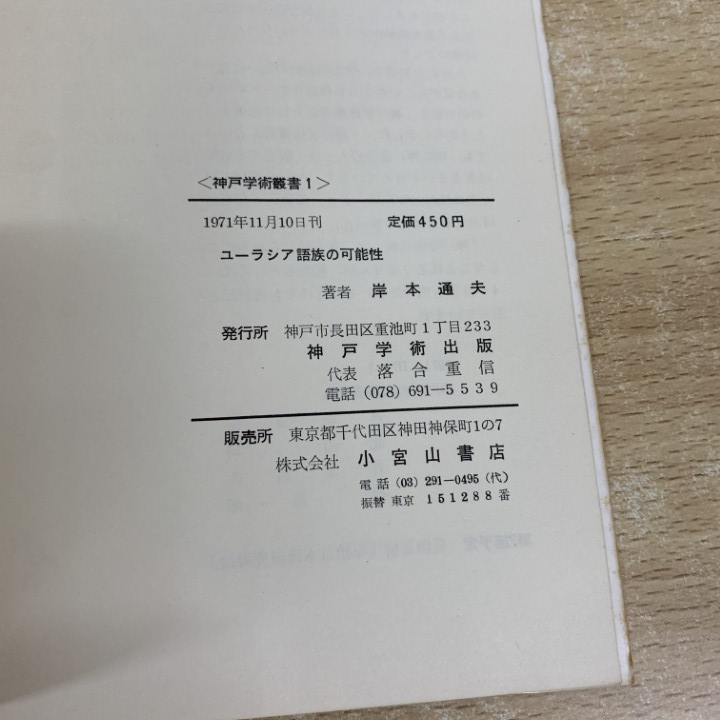 ＜神戸学術叢書1＞
1971年11月10日刊　定価450円
ユーラシア語族の可能性
著者　岸本通夫
発行所　神戸市長田区重池町1丁目233
神戸学術出版
代表　落合重信
電話(078) 691―5539
販売所　東京都千代田区神田神保町1の7
株式会社　小宮山書店
電話(03) 291―0495(代)
振替 東京 151288番